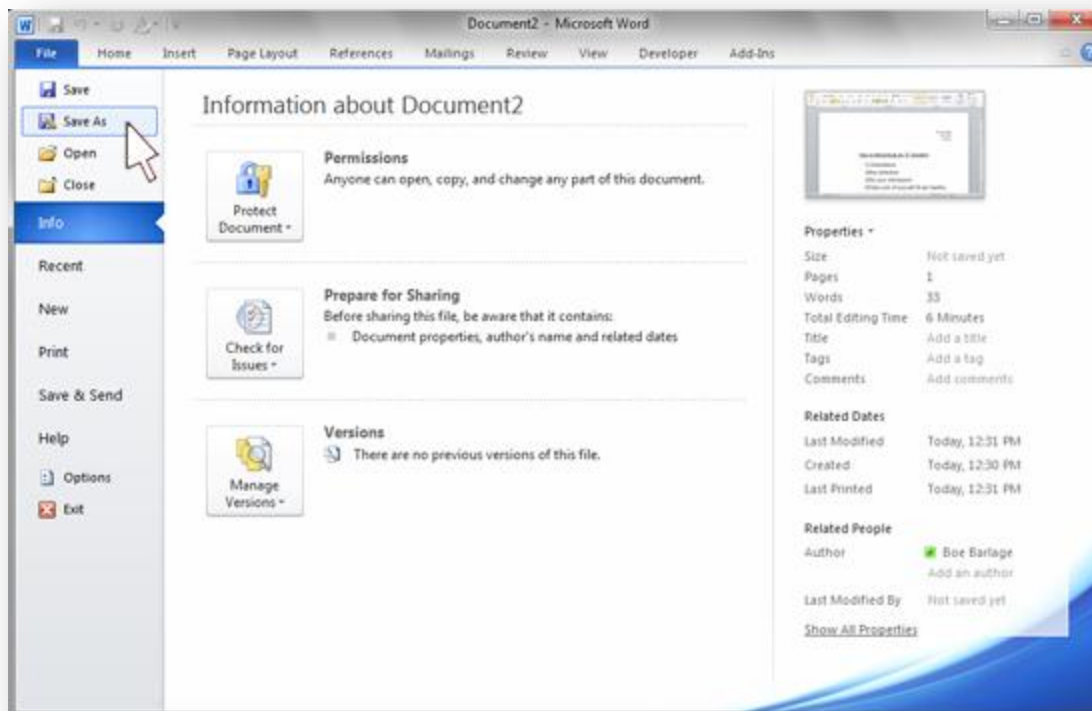 Document2 - Microsoft Word
File Home Insert Page Layout References Mailings Review View Developer Add-Ins
Save
Save As
Open
Close
Info
Recent
New
Print
Save & Send
Help
Options
Exit
Information about Document2
Protect
Document
Permissions
Anyone can open, copy, and change any part of this document.
Check for
Issues
Prepare for Sharing
Before sharing this file, be aware that it contains:
Document properties, author's name and related dates
Manage
Versions
Versions
There are no previous versions of this file.
Properties
Size Not saved yet
Pages 1
Words 33
Total Editing Time 6 Minutes
Title Add a title
Tags Add a tag
Comments Add comments
Related Dates
Last Modified Today, 12:31 PM
Created Today, 12:30 PM
Last Printed Today, 12:31 PM
Related People
Author Boe Barlage
Add an author
Last Modified By Not saved yet
Show All Properties